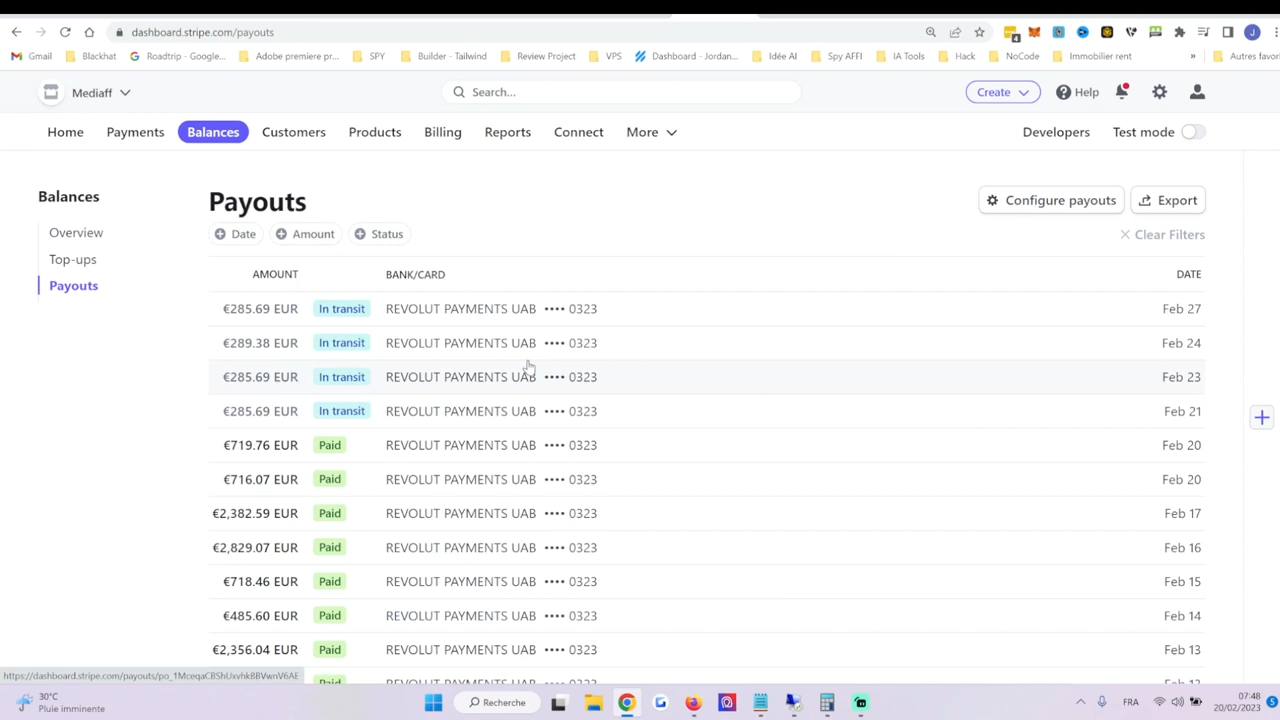 dashboard.stripe.com/payouts
4
J
Gmail Blackhat Roadtrip - Google... Adobe premiere pr... SPY Builder - Tailwind Review Project VPS Dashboard - Jordan... Idée AI Spy AFFI IA Tools Hack NoCode Immobilier rent » Autres favor
Mediaff Search... Create Help
Home Payments Balances Customers Products Billing Reports Connect More Developers Test mode
Balances
Overview
Top-ups
Payouts
Payouts
Configure payouts Export
Date Amount Status Clear Filters
AMOUNT BANK/CARD DATE
€285.69 EUR In transit REVOLUT PAYMENTS UAB •••• 0323 Feb 27
€289.38 EUR In transit REVOLUT PAYMENTS UAB •••• 0323 Feb 24
€285.69 EUR In transit REVOLUT PAYMENTS UAB •••• 0323 Feb 23
€285.69 EUR In transit REVOLUT PAYMENTS UAB •••• 0323 Feb 21
€719.76 EUR Paid REVOLUT PAYMENTS UAB •••• 0323 Feb 20
€716.07 EUR Paid REVOLUT PAYMENTS UAB •••• 0323 Feb 20
€2,382.59 EUR Paid REVOLUT PAYMENTS UAB •••• 0323 Feb 17
€2,829.07 EUR Paid REVOLUT PAYMENTS UAB •••• 0323 Feb 16
€718.46 EUR Paid REVOLUT PAYMENTS UAB •••• 0323 Feb 15
€485.60 EUR Paid REVOLUT PAYMENTS UAB •••• 0323 Feb 14
€2,356.04 EUR Paid REVOLUT PAYMENTS UAB •••• 0323 Feb 13
https://dashboard.stripe.com/payouts/po_1MceqaCBShUxvhkBBVwnV6AE
30°C
Pluie imminente
Recherche
FRA
07:48
20/02/2023
5